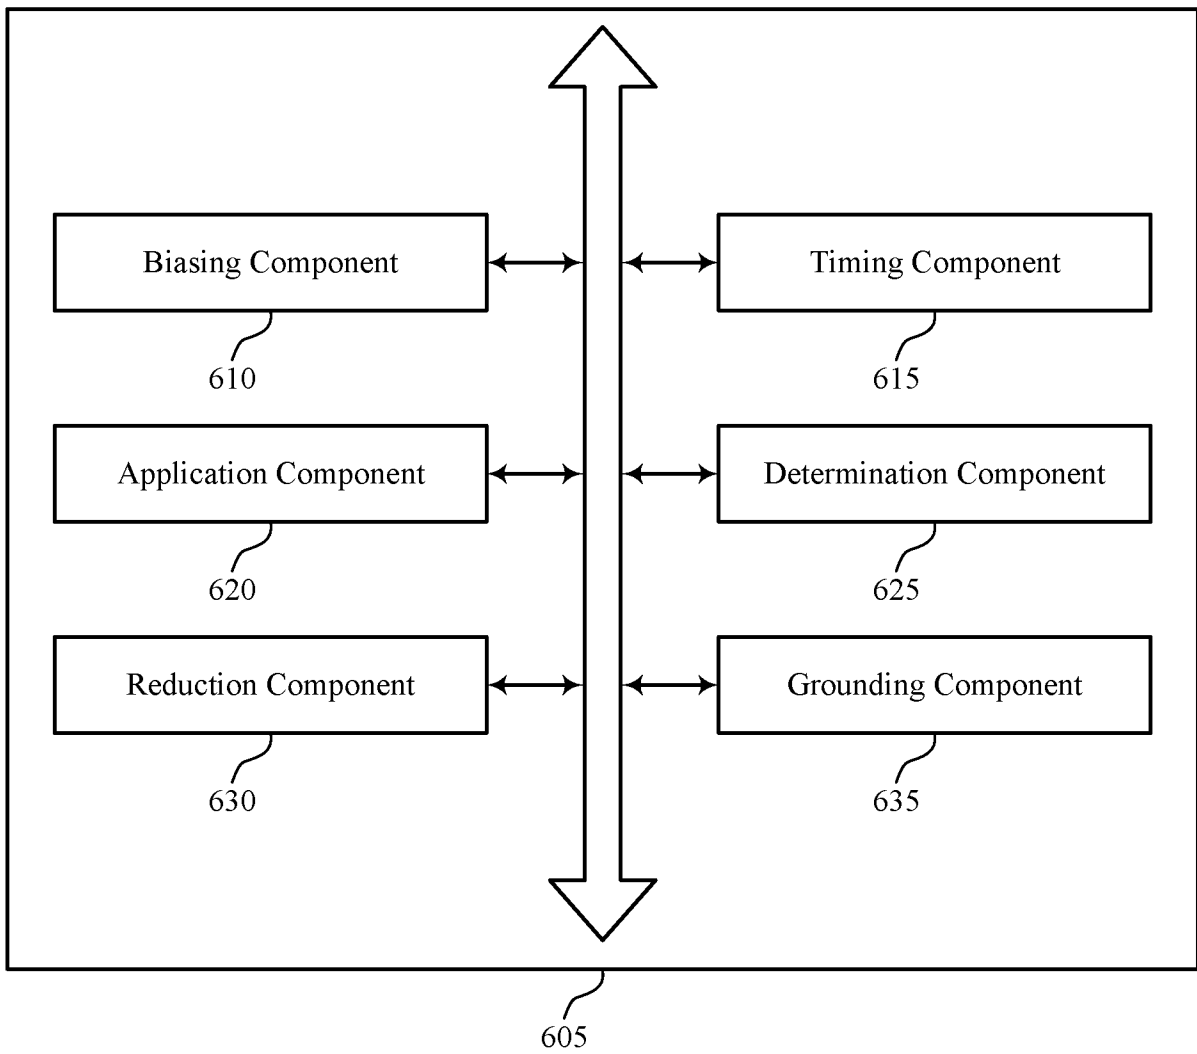 Biasing Component
Timing Component
610
615
Application Component
Determination Component
620
625
Reduction Component
Grounding Component
630
635
605